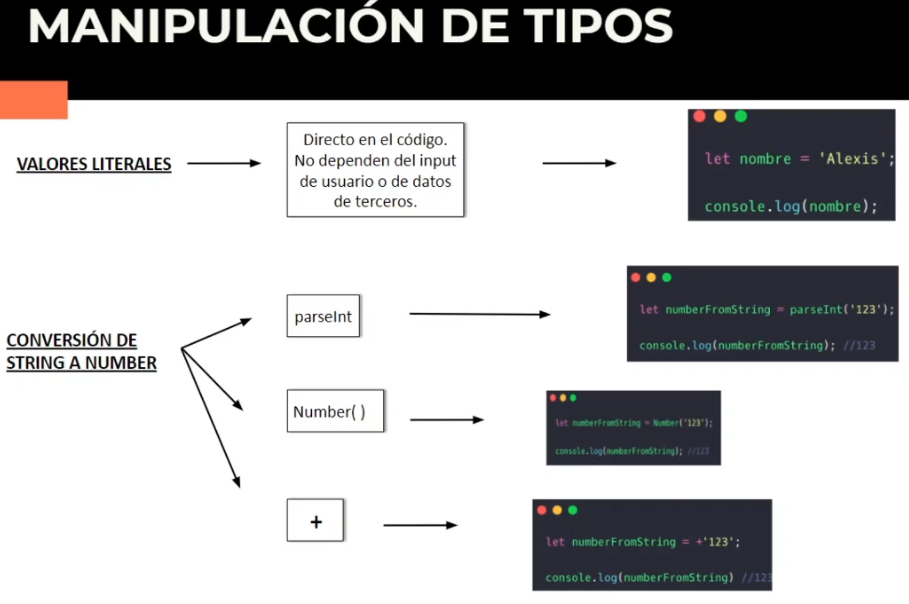 MANIPULACIÓN DE TIPOS
VALORES LITERALES
Directo en el código.
No dependen del input
de usuario o de datos
de terceros.
let nombre = 'Alexis';
console.log(nombre);
CONVERSIÓN DE
STRING A NUMBER
parseInt
let numberFromString = parseInt('123');
console.log(numberFromString); //123
Number( )
let numberFromString = Number('123');
console.log(numberFromString); //123
+
let numberFromString = +'123';
console.log(numberFromString) //123